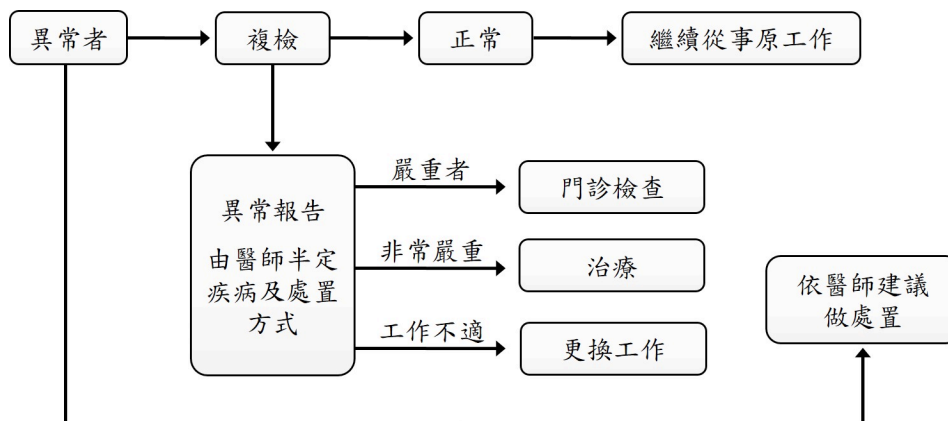 異常者
複檢
正常
繼續從事原工作
異常報告
由醫師半定
疾病及處置
方式
嚴重者
門診檢查
非常嚴重
治療
工作不適
更換工作
依醫師建議
做處置